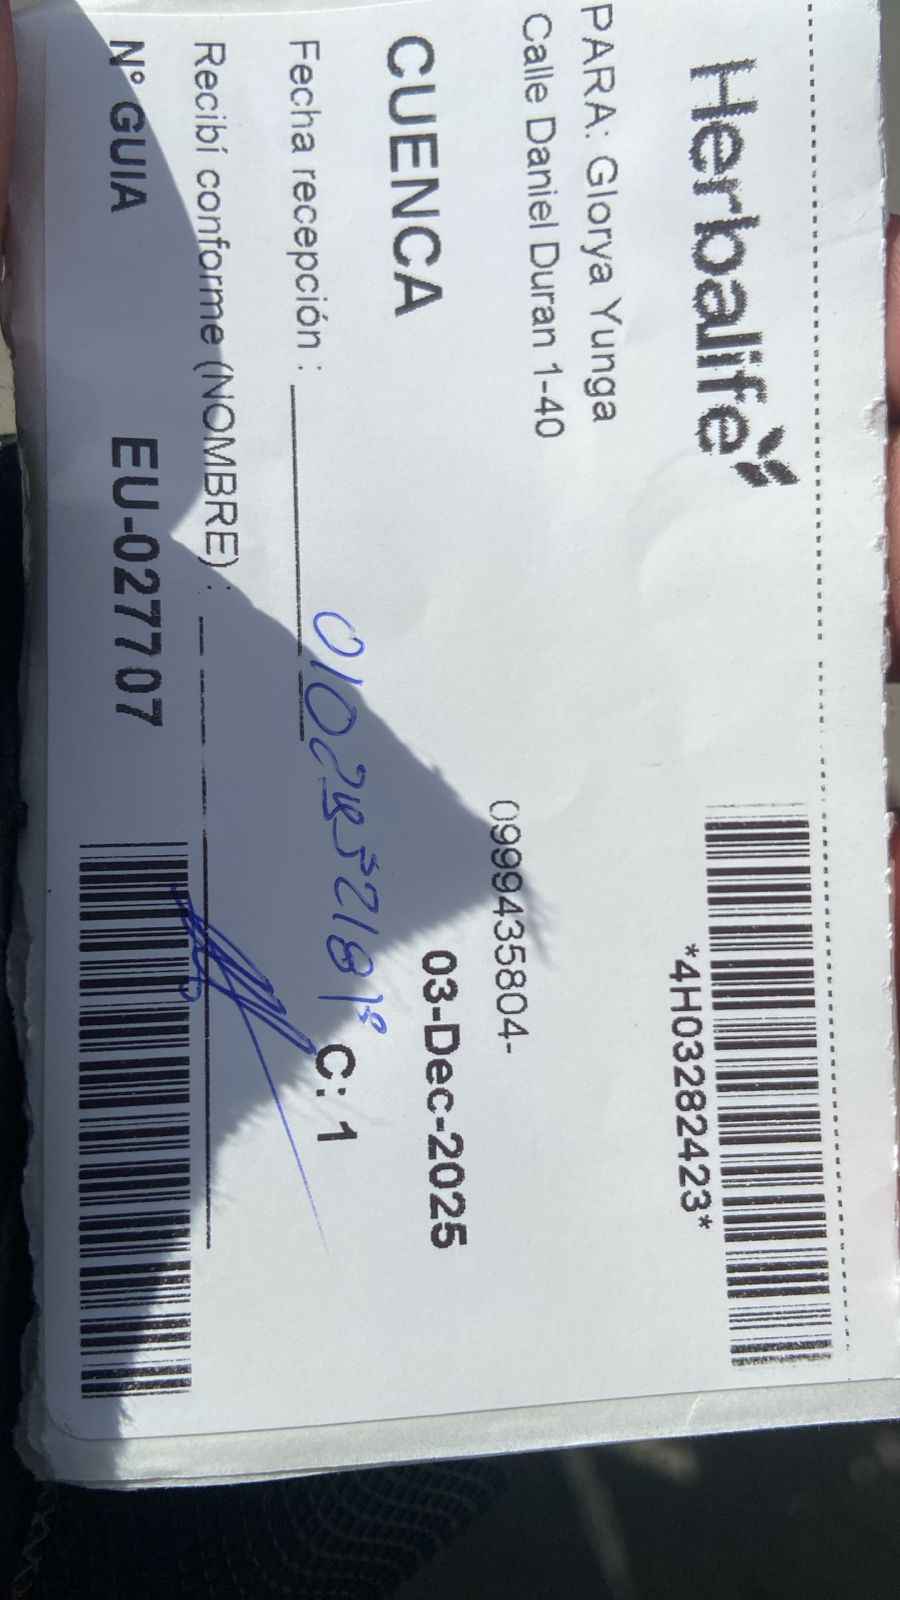 Herbalife
*4H03282423*
PARA: Glorya Yunga
Calle Daniel Duran 1-40
0999435804-
CUENCA
03-Dec-2025
Fecha recepción :
C: 1
Recibí conforme (NOMBRE) :
Nº GUIA
EU-027707